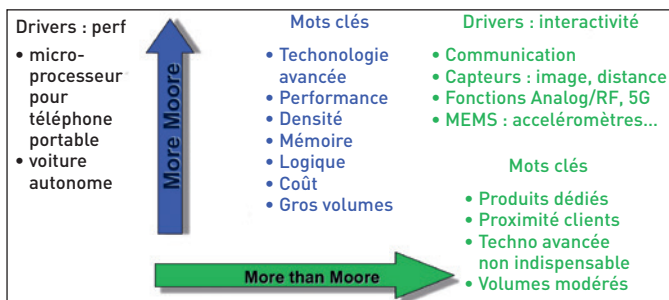 Drivers : perf
• micro-
processeur
pour
téléphone
portable
• voiture
autonome
More Moore
Mots clés
• Techonologie
avancée
• Performance
• Densité
• Mémoire
• Logique
• Coût
• Gros volumes
Drivers : interactivité
• Communication
• Capteurs : image, distance
• Fonctions Analog/RF, 5G
• MEMS : acceléromètres...
Mots clés
• Produits dédiés
• Proximité clients
• Techno avancée
non indispensable
• Volumes modérés
More than Moore